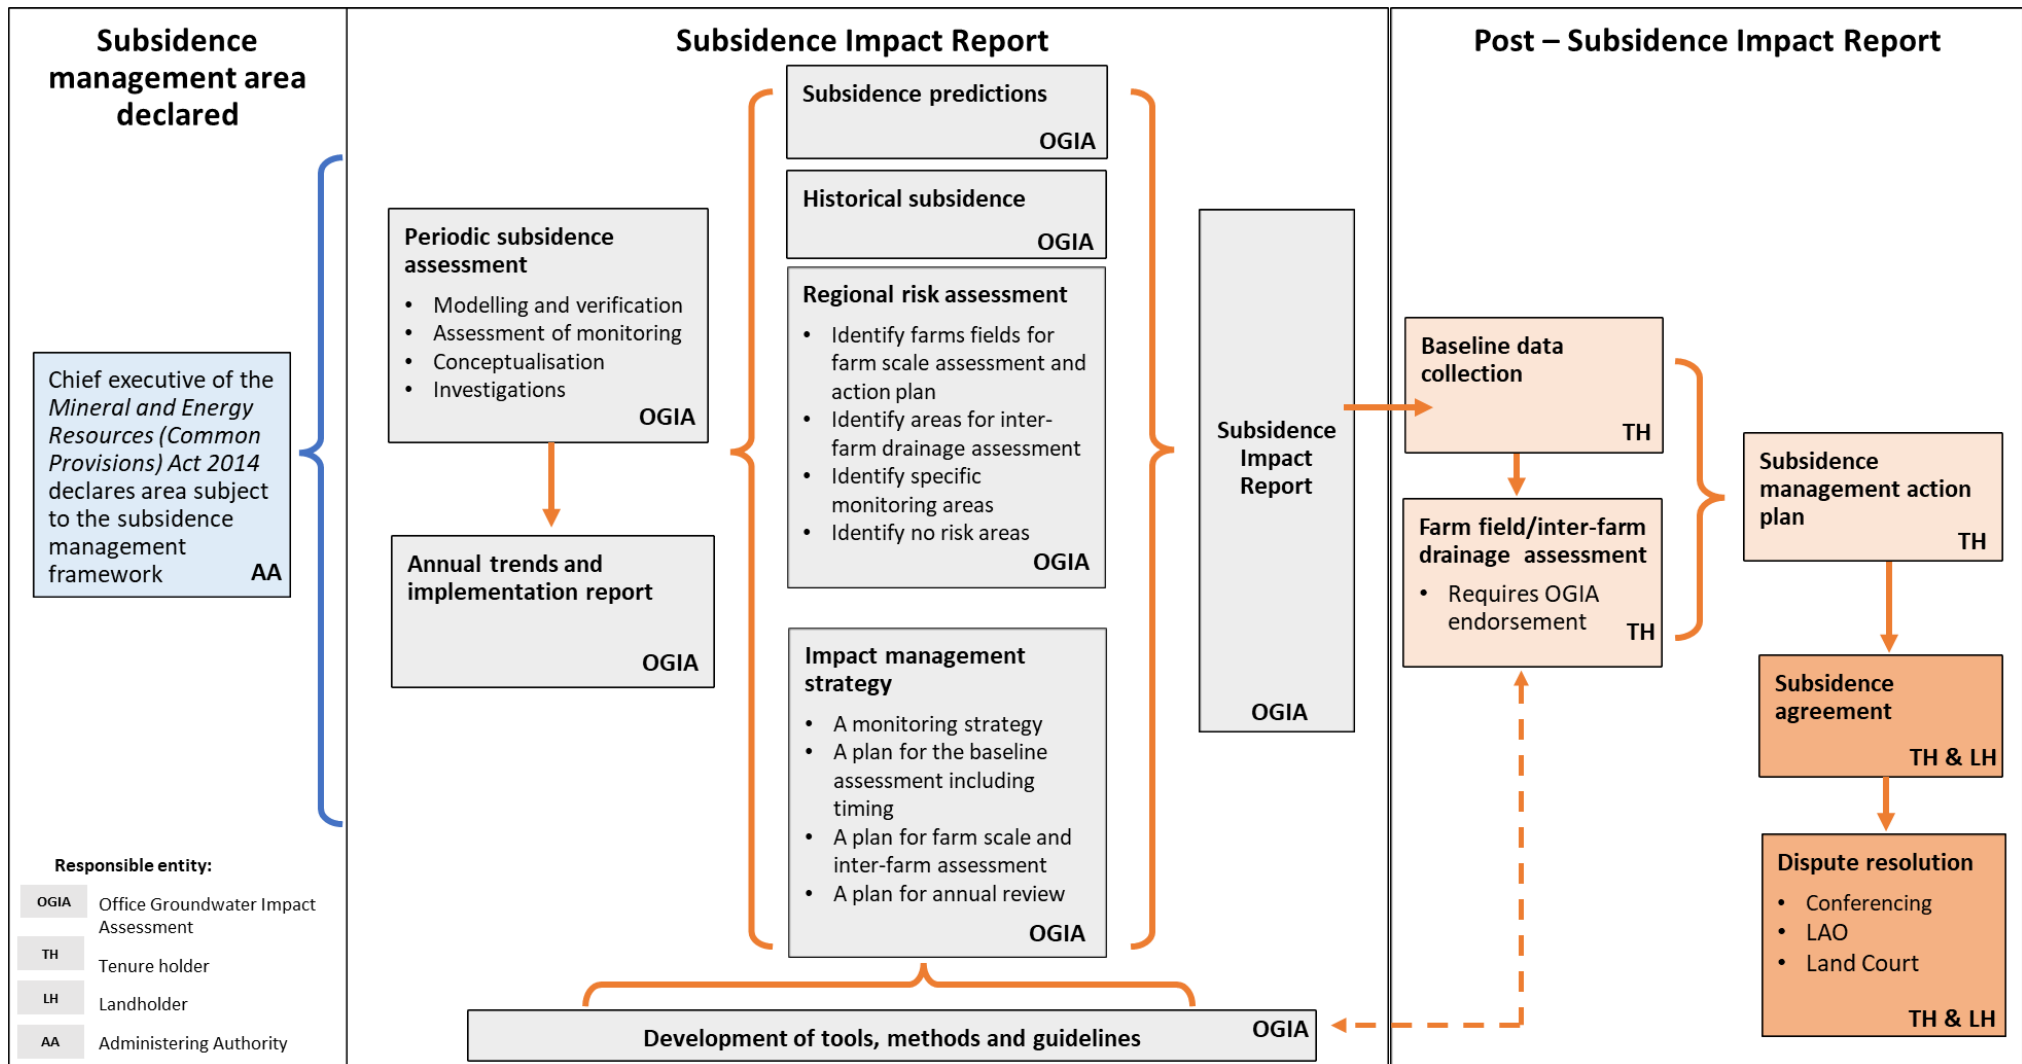 Subsidence
management area
declared
Chief executive of the
Mineral and Energy
Resources (Common
Provisions) Act 2014
declares area subject
to the subsidence
management
framework
AA
Responsible entity:
OGIA
Office Groundwater Impact
Assessment
TH
Tenure holder
LH
Landholder
AA
Administering Authority
Subsidence Impact Report
Periodic subsidence
assessment
• Modelling and verification
• Assessment of monitoring
• Conceptualisation
• Investigations
OGIA
Annual trends and
implementation report
OGIA
Subsidence predictions
OGIA
Historical subsidence
OGIA
Regional risk assessment
• Identify farms fields for
farm scale assessment and
action plan
• Identify areas for inter-
farm drainage assessment
• Identify specific
monitoring areas
• Identify no risk areas
OGIA
Impact management
strategy
• A monitoring strategy
• A plan for the baseline
assessment including
timing
• A plan for farm scale and
inter-farm assessment
• A plan for annual review
OGIA
Development of tools, methods and guidelines
OGIA
Subsidence
Impact
Report
OGIA
Post – Subsidence Impact Report
Baseline data
collection
TH
Farm field/inter-farm
drainage assessment
• Requires OGIA
endorsement
TH
Subsidence
management action
plan
TH
Subsidence
agreement
TH & LH
Dispute resolution
• Conferencing
• LAO
• Land Court
TH & LH